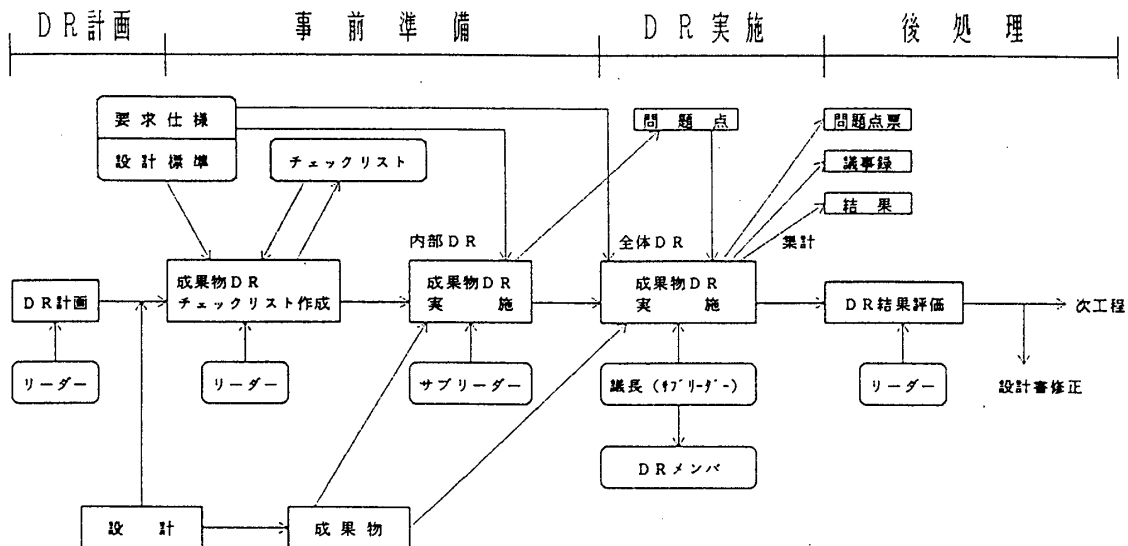 DR計画
事前準備
DR実施
後処理
要求仕様
設計標準
チェックリスト
問題点
問題点票
議事録
結果
集計
内部DR
全体DR
DR計画
成果物DR
チェックリスト作成
成果物DR
実施
成果物DR
実施
DR結果評価
次工程
リーダー
リーダー
サブリーダー
議長(サブリーダー)
リーダー
設計書修正
DRメンバ
設計
成果物